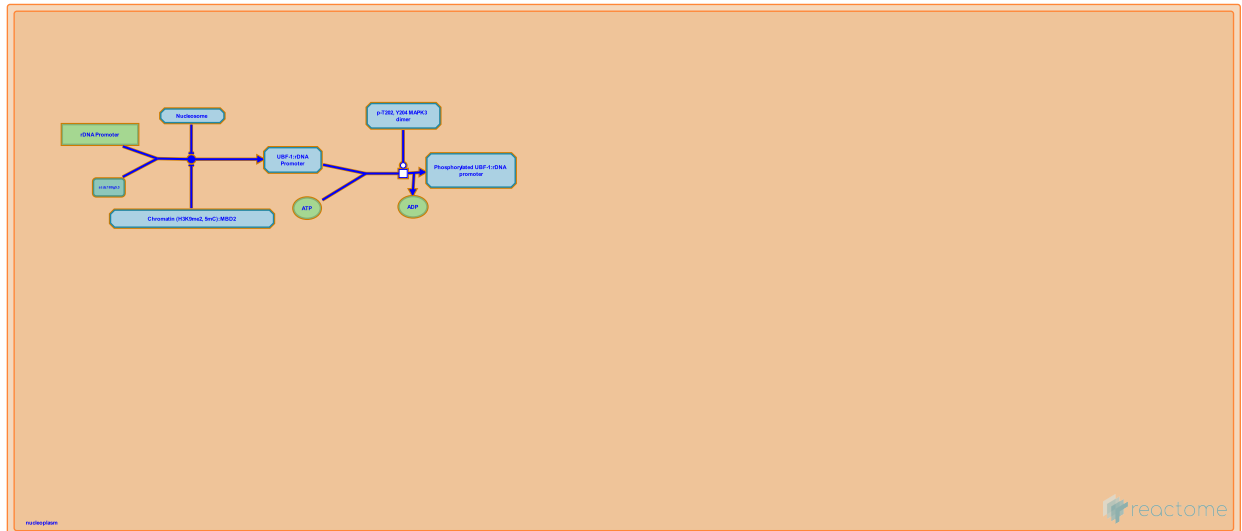 p-T202, Y204 MAPK3
dimer
Nucleosome
rDNA Promoter
UBF-1:rDNA
Promoter
Phosphorylated UBF-1:rDNA
promoter
ATP
ADP
Chromatin (H3K9me2, 5mC):MBD2
nucleoplasm
reactome